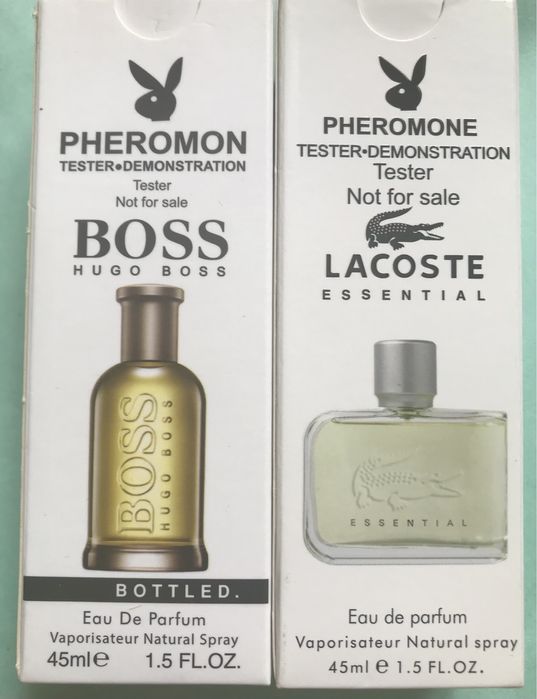 PHEROMON
TESTER•DEMONSTRATION
Tester
Not for sale
BOSS
HUGO BOSS
BOSS
HUGO BOSS
BOTTLED.
Eau De Parfum
Vaporisateur Natural Spray
45ml e 1.5 FL.OZ.
PHEROMONE
TESTER•DEMONSTRATION
Tester
Not for sale
LACOSTE
ESSENTIAL
ESSENTIAL
Eau de parfum
Vaporisateur Natural spray
45ml e 1.5 FL.OZ.